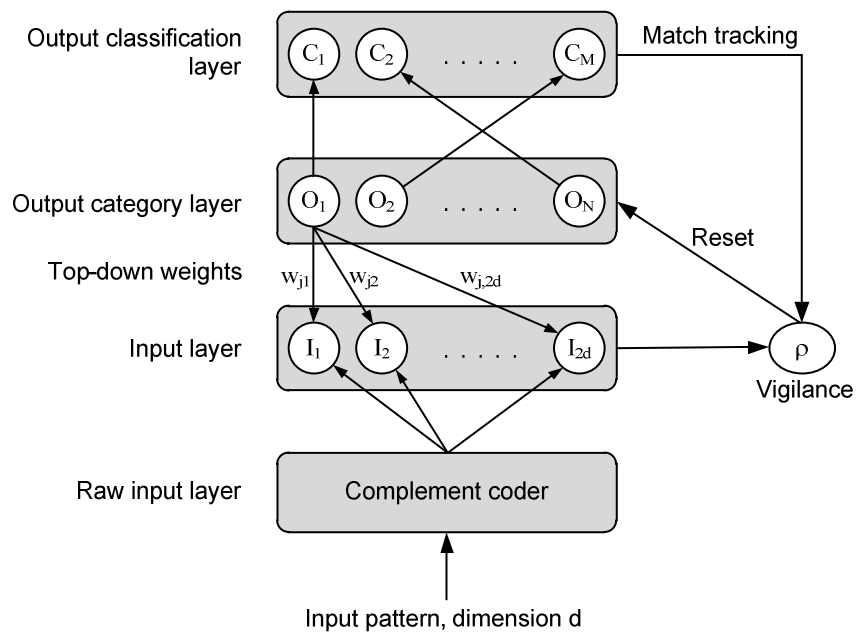 Output classification
layer
C1 C2 . . . . . CM
Match tracking
Output category layer
O1 O2 . . . . . ON
Reset
Top-down weights
wj1 wj2 wj,2d
Input layer
I1 I2 . . . . . I2d
ρ
Vigilance
Raw input layer
Complement coder
Input pattern, dimension d